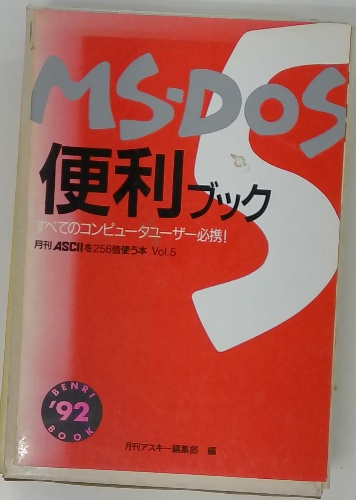 MS-DOS
便利ブック
すべてのコンピュータユーザー必携!
月刊ASCIIを256倍使う本 Vol.5
BENRI
'92
BOOK
月刊アスキー編集部 編